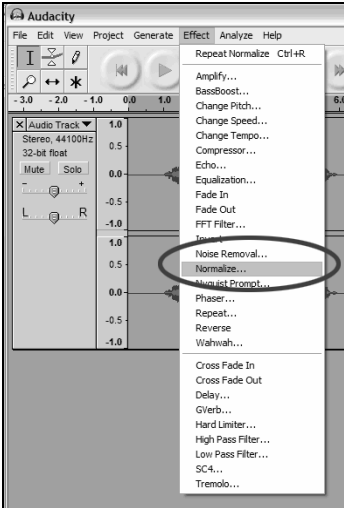 Audacity
File Edit View Project Generate Effect Analyze Help
Repeat Normalize Ctrl+R
Amplify...
BassBoost...
Change Pitch...
Change Speed...
Change Tempo...
Compressor...
Echo...
Equalization...
Fade In
Fade Out
FFT Filter...
Invert
Noise Removal...
Normalize...
Nyquist Prompt...
Phaser...
Repeat...
Reverse
Wahwah...
Cross Fade In
Cross Fade Out
Delay...
GVerb...
Hard Limiter...
High Pass Filter...
Low Pass Filter...
SC4...
Tremolo...
- 3.0 - 2.0 - 1.0 0.0 1.0 6.0
X Audio Track
Stereo, 44100Hz
32-bit float
Mute Solo
- +
L R
1.0
0.5
0.0
-0.5
-1.0
1.0
0.5
0.0
-0.5
-1.0